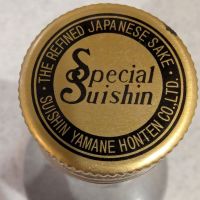 · THE REFINED JAPANESE SAKE ·
Special
Suishin
SUISHIN YAMANE HONTEN CO., LTD.